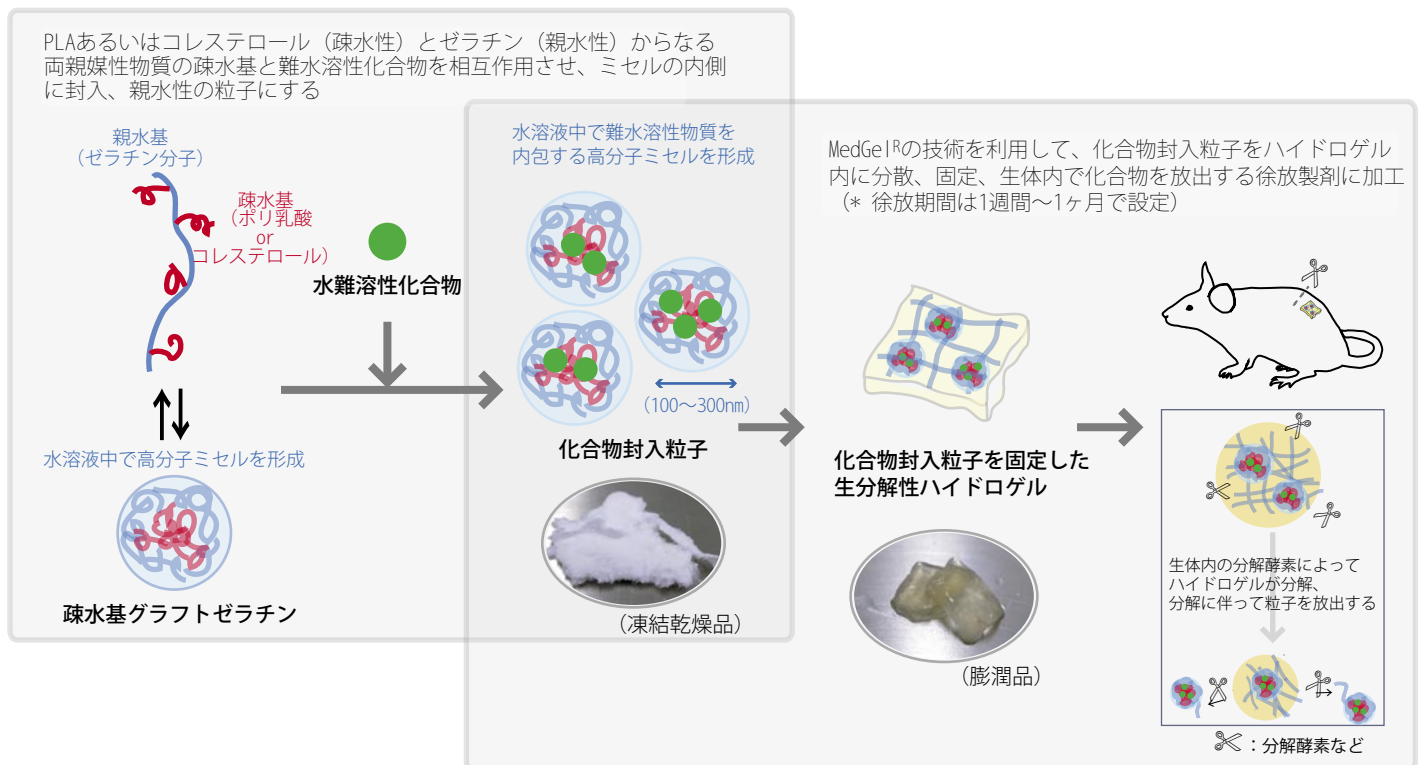 PLAあるいはコレステロール（疎水性）とゼラチン（親水性）からなる
両親媒性物質の疎水基と難水溶性化合物を相互作用させ、ミセルの内側
に封入、親水性の粒子にする
親水基
（ゼラチン分子）
疎水基
（ポリ乳酸
or
コレステロール）
水難溶性化合物
水溶液中で高分子ミセルを形成
疎水基グラフトゼラチン
水溶液中で難水溶性物質を
内包する高分子ミセルを形成
（100～300nm）
化合物封入粒子
（凍結乾燥品）
MedGelRの技術を利用して、化合物封入粒子をハイドロゲル
内に分散、固定、生体内で化合物を放出する徐放製剤に加工
（* 徐放期間は1週間～1ヶ月で設定）
化合物封入粒子を固定した
生分解性ハイドロゲル
（膨潤品）
生体内の分解酵素によって
ハイドロゲルが分解、
分解に伴って粒子を放出する
：分解酵素など